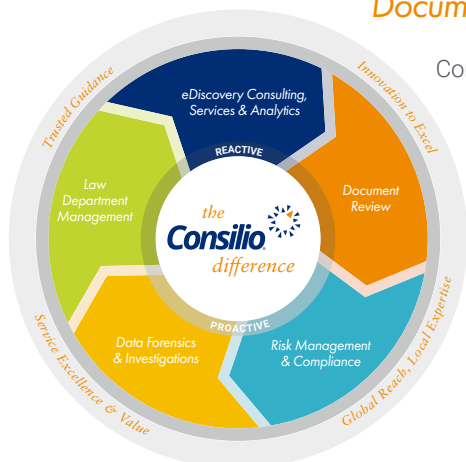 Docum
Co
Trusted Guidance
Innovation to Excel
eDiscovery Consulting,
Services & Analytics
REACTIVE
Law
Department
Management
Document
Review
the
Consilio
difference
PROACTIVE
Data Forensics
& Investigations
Risk Management
& Compliance
Service Excellence & Value
Global Reach, Local Expertise